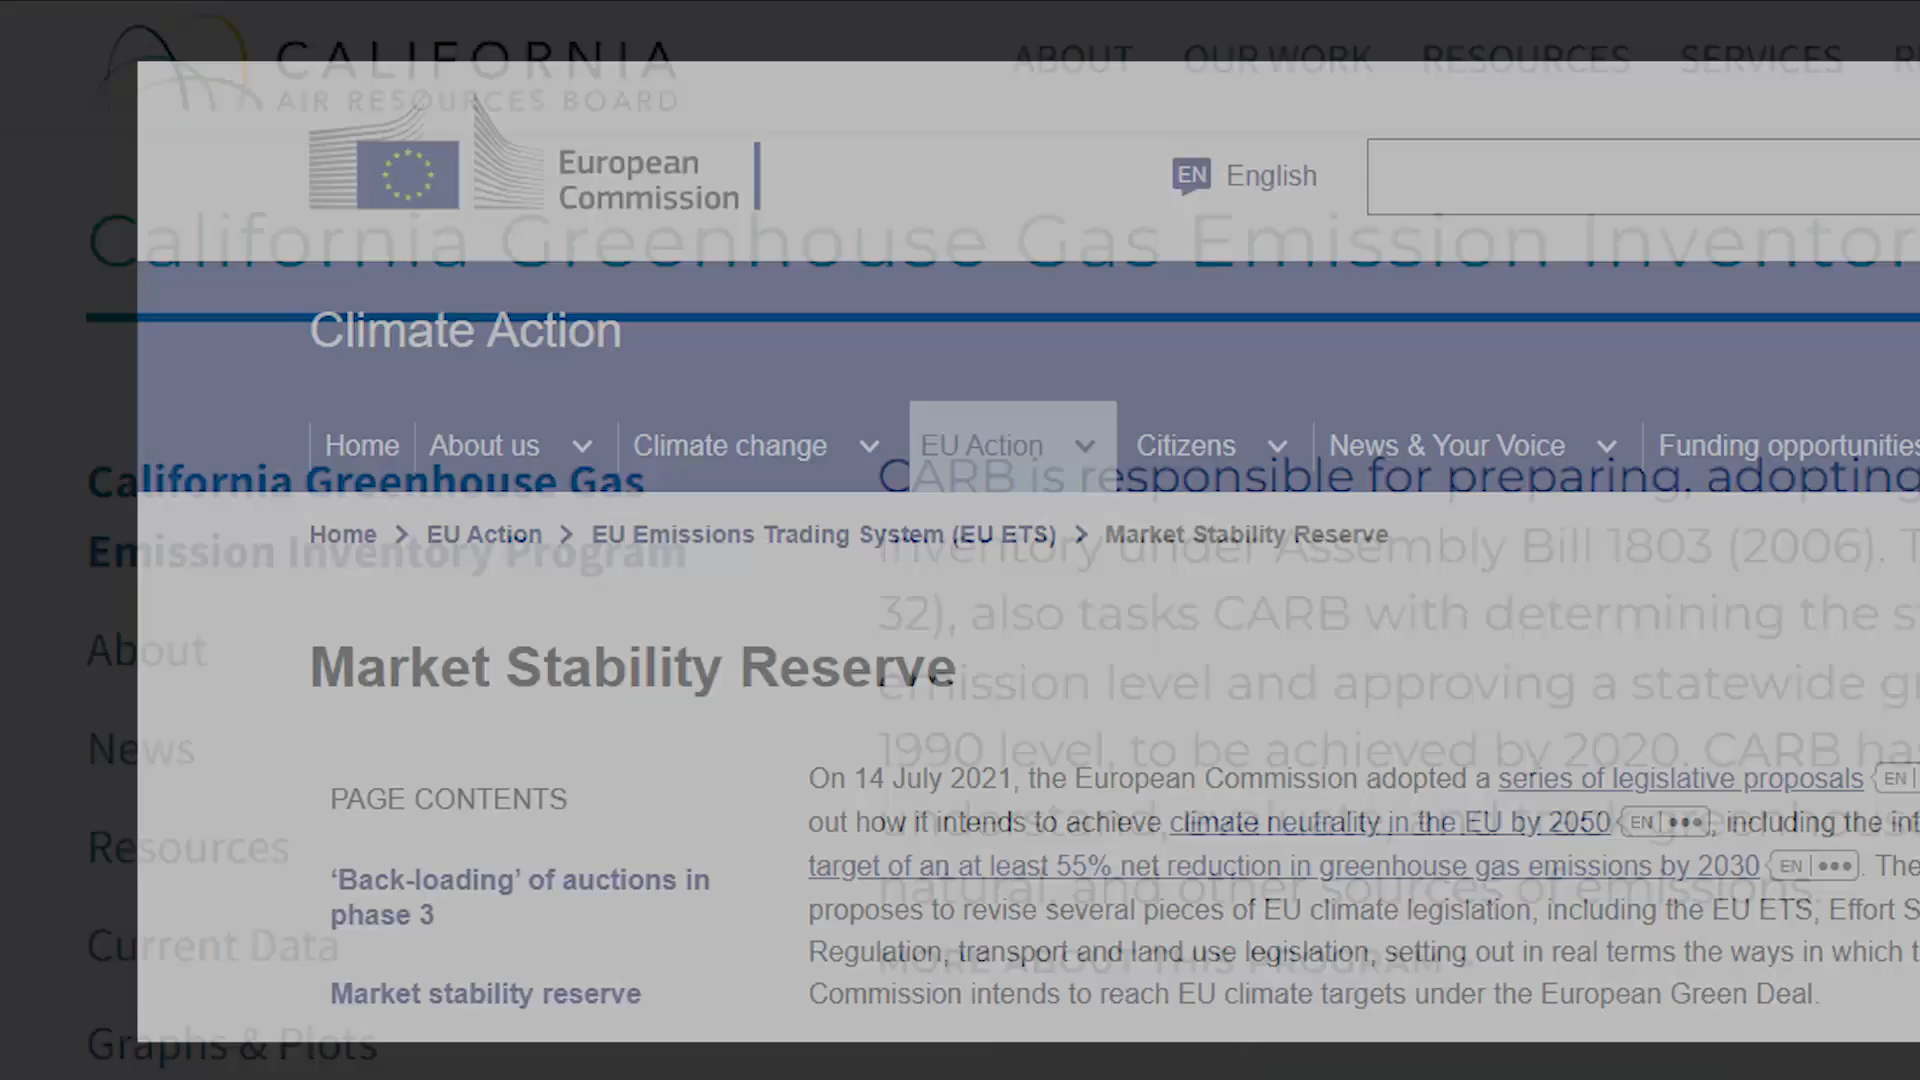 CALIFORNIA
AIR RESOURCES BOARD
ABOUT
OUR WORK
RESOURCES
SERVICES
European
Commission
EN English
California Greenhouse Gas Emission Inventor
Climate Action
Home
About us
Climate change
EU Action
Citizens
News & Your Voice
Funding opportunities
California Greenhouse Gas
Emission Inventory Program
About
News
Resources
Current Data
Graphs & Plots
CARB is responsible for preparing, adopting
inventory under Assembly Bill 1803 (2006).
32), also tasks CARB with determining the
emission level and approving a statewide
1990 level, to be achieved by 2020. CARB
natural, and other sources of emissions.
MORE ABOUT THIS PROGRAM
Home > EU Action > EU Emissions Trading System (EU ETS) > Market Stability Reserve
Market Stability Reserve
PAGE CONTENTS
‘Back-loading’ of auctions in
phase 3
Market stability reserve
On 14 July 2021, the European Commission adopted a series of legislative proposals EN
out how it intends to achieve climate neutrality in the EU by 2050 EN •••, including the
target of an at least 55% net reduction in greenhouse gas emissions by 2030 EN •••. The
proposes to revise several pieces of EU climate legislation, including the EU ETS, Effort
Regulation, transport and land use legislation, setting out in real terms the ways in which
Commission intends to reach EU climate targets under the European Green Deal.